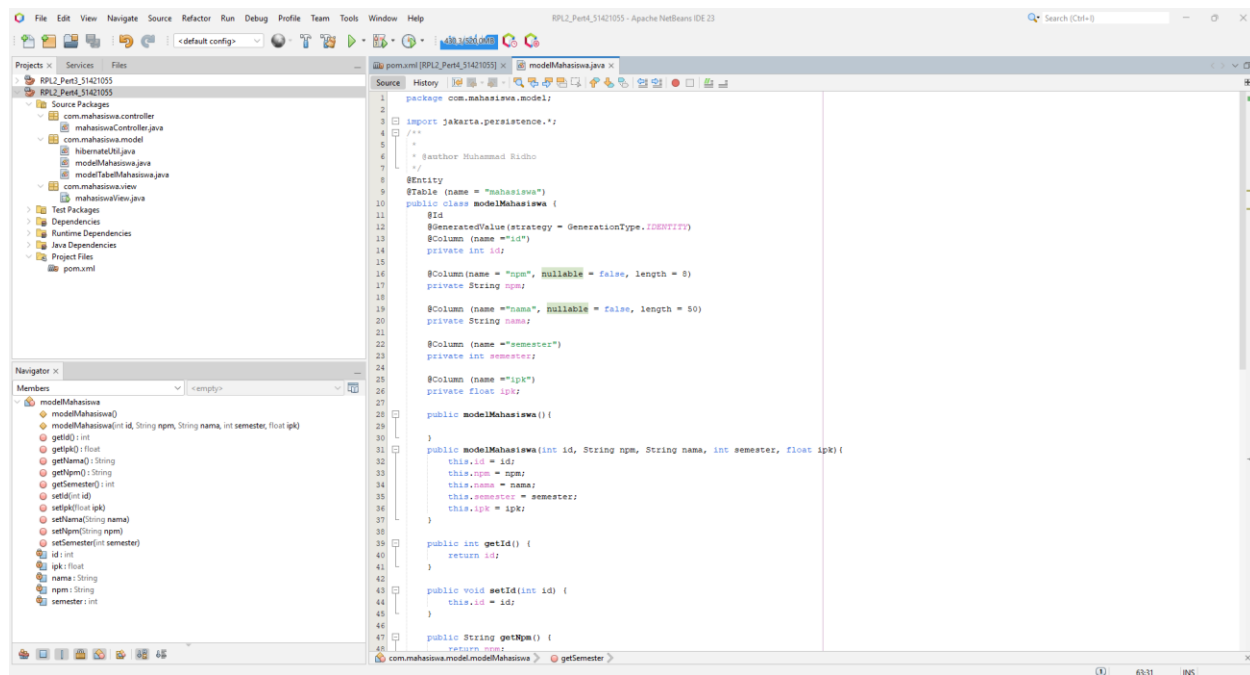 File Edit View Navigate Source Refactor Run Debug Profile Team Tools Window Help
RPL2_Pert4_51421055 - Apache NetBeans IDE 23
Search (Ctrl+I)
<default config>
Projects × Services Files
RPL2_Pert3_51421055
RPL2_Pert4_51421055
Source Packages
com.mahasiswa.controller
mahasiswaController.java
com.mahasiswa.model
hibernateUtil.java
modelMahasiswa.java
modelTabelMahasiswa.java
com.mahasiswa.view
mahasiswaView.java
Test Packages
Dependencies
Runtime Dependencies
Java Dependencies
Project Files
pom.xml
Navigator ×
Members <empty>
modelMahasiswa
modelMahasiswa()
modelMahasiswa(int id, String npm, String nama, int semester, float ipk)
getId() : int
getIpk() : float
getNama() : String
getNpm() : String
getSemester() : int
setId(int id)
setIpk(float ipk)
setNama(String nama)
setNpm(String npm)
setSemester(int semester)
id : int
ipk : float
nama : String
npm : String
semester : int
pom.xml [RPL2_Pert4_51421055] × modelMahasiswa.java ×
Source History
1 package com.mahasiswa.model;
2
3 import jakarta.persistence.*;
4 /**
5 *
6 * @author Muhammad Ridho
7 */
8 @Entity
9 @Table (name = "mahasiswa")
10 public class modelMahasiswa {
11 @Id
12 @GeneratedValue(strategy = GenerationType.IDENTITY)
13 @Column (name ="id")
14 private int id;
15
16 @Column(name = "npm", nullable = false, length = 8)
17 private String npm;
18
19 @Column (name ="nama", nullable = false, length = 50)
20 private String nama;
21
22 @Column (name ="semester")
23 private int semester;
24
25 @Column (name ="ipk")
26 private float ipk;
27
28 public modelMahasiswa(){
29
30 }
31 public modelMahasiswa(int id, String npm, String nama, int semester, float ipk){
32 this.id = id;
33 this.npm = npm;
34 this.nama = nama;
35 this.semester = semester;
36 this.ipk = ipk;
37 }
38
39 public int getId() {
40 return id;
41 }
42
43 public void setId(int id) {
44 this.id = id;
45 }
46
47 public String getNpm() {
48 return npm;
com.mahasiswa.model.modelMahasiswa getSemester
63:31 INS